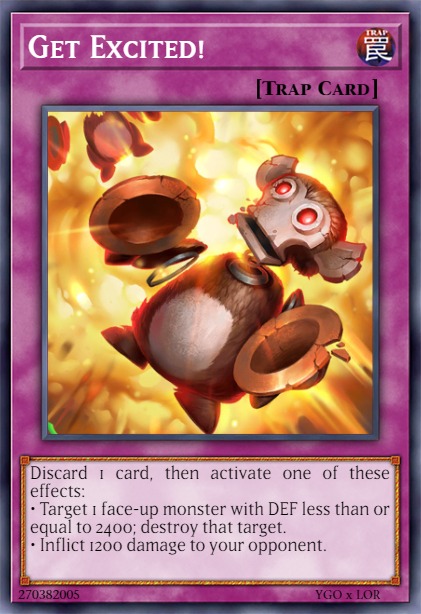 GET EXCITED!
TRAP
罠
[TRAP CARD]
Discard 1 card, then activate one of these
effects:
• Target 1 face-up monster with DEF less than or
equal to 2400; destroy that target.
• Inflict 1200 damage to your opponent.
270382005
YGO x LOR